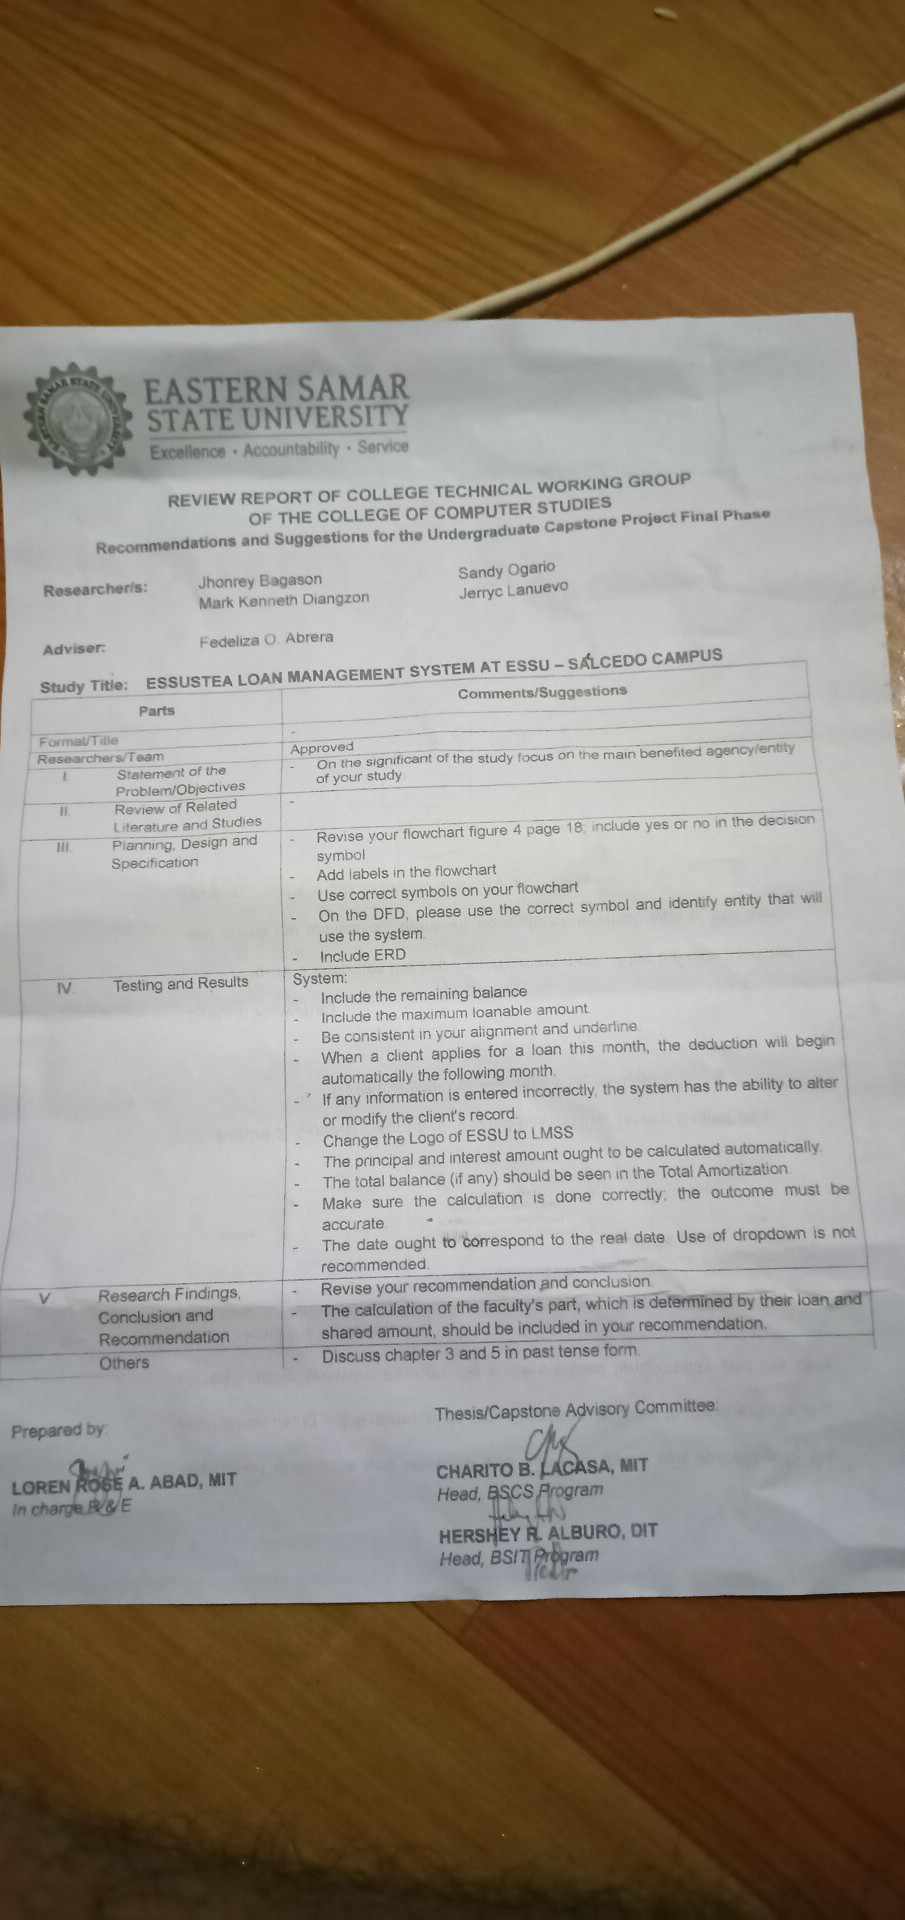 EASTERN SAMAR
STATE UNIVERSITY
Excellence • Accountability • Service
REVIEW REPORT OF COLLEGE TECHNICAL WORKING GROUP
OF THE COLLEGE OF COMPUTER STUDIES
Recommendations and Suggestions for the Undergraduate Capstone Project Final Phase
Researcher/s: Jhonrey Bagason Sandy Ogario
Mark Kenneth Diangzon Jerryc Lanuevo
Adviser: Fedeliza O. Abrera
Study Title: ESSUSTEA LOAN MANAGEMENT SYSTEM AT ESSU – SALCEDO CAMPUS
Parts Comments/Suggestions
Format/Title -
Researchers/Team Approved
I. Statement of the - On the significant of the study focus on the main benefited agency/entity
Problem/Objectives of your study
II. Review of Related -
Literature and Studies
III. Planning, Design and - Revise your flowchart figure 4 page 18; include yes or no in the decision
Specification symbol
- Add labels in the flowchart
- Use correct symbols on your flowchart
- On the DFD, please use the correct symbol and identify entity that will
use the system.
- Include ERD
IV. Testing and Results System:
- Include the remaining balance
- Include the maximum loanable amount
- Be consistent in your alignment and underline
- When a client applies for a loan this month, the deduction will begin
automatically the following month.
- If any information is entered incorrectly, the system has the ability to alter
or modify the client's record.
- Change the Logo of ESSU to LMSS
- The principal and interest amount ought to be calculated automatically.
- The total balance (if any) should be seen in the Total Amortization.
- Make sure the calculation is done correctly; the outcome must be
accurate.
- The date ought to correspond to the real date. Use of dropdown is not
recommended.
V Research Findings, - Revise your recommendation and conclusion.
Conclusion and - The calculation of the faculty's part, which is determined by their loan and
Recommendation shared amount, should be included in your recommendation.
Others - Discuss chapter 3 and 5 in past tense form.
Prepared by: Thesis/Capstone Advisory Committee:
LOREN ROSE A. ABAD, MIT CHARITO B. LACASA, MIT
In charge R & E Head, BSCS Program
HERSHEY R. ALBURO, DIT
Head, BSIT Program